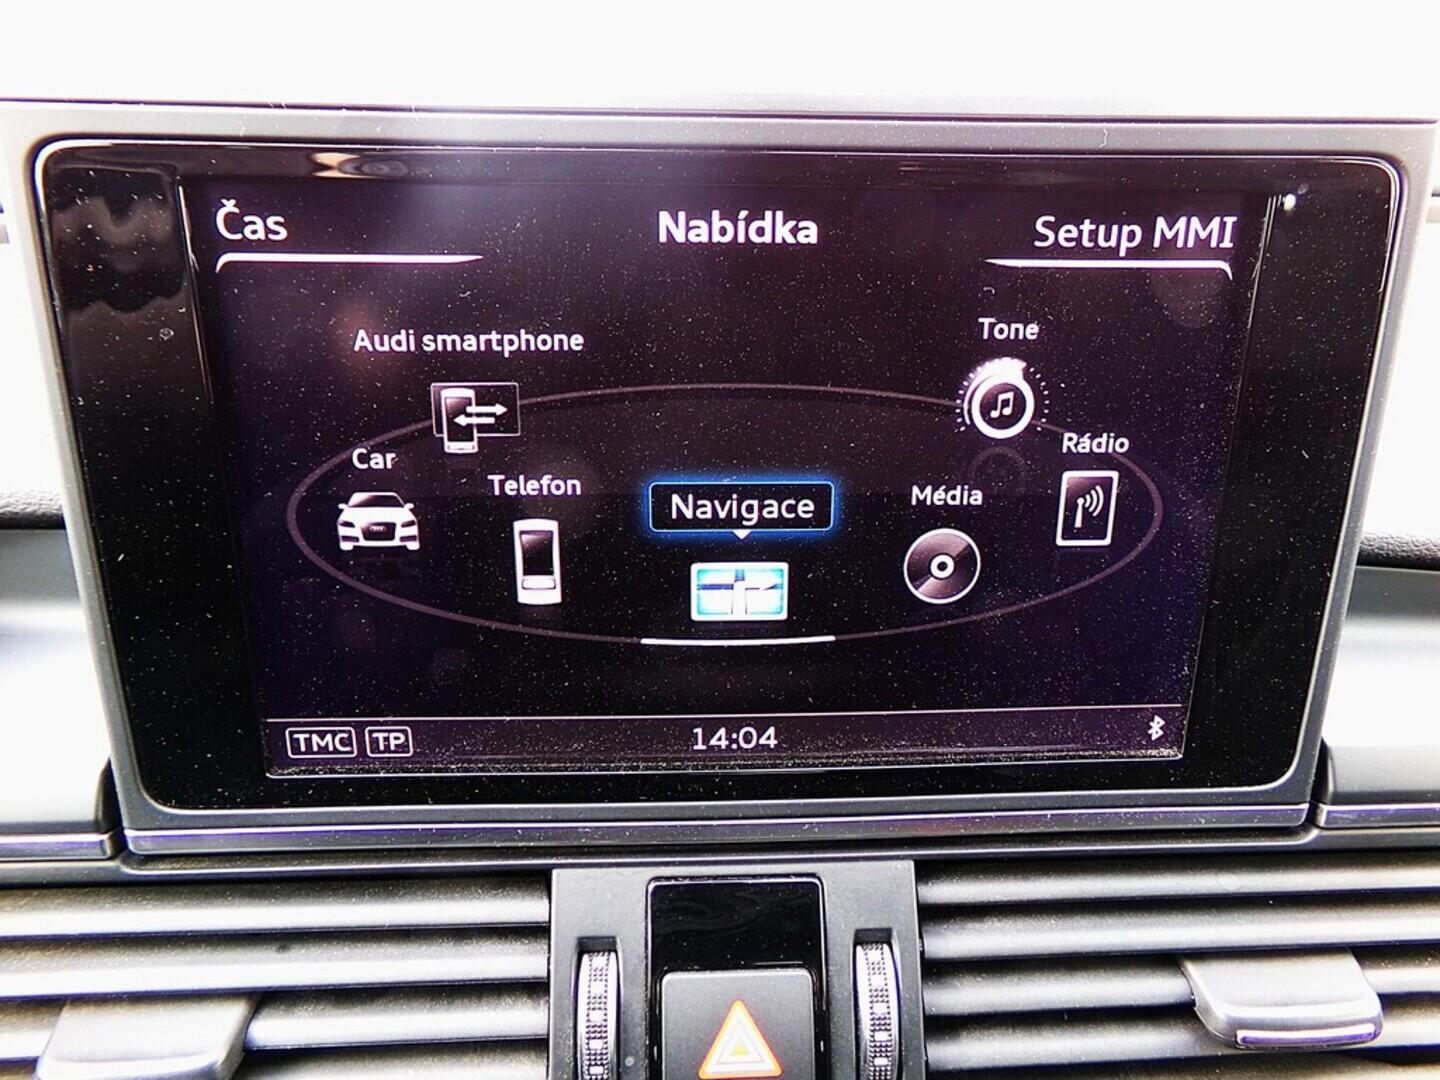 Čas
Nabídka
Setup MMI
Audi smartphone
Tone
Car
Rádio
Telefon
Navigace
Média
TMC
TP
14:04